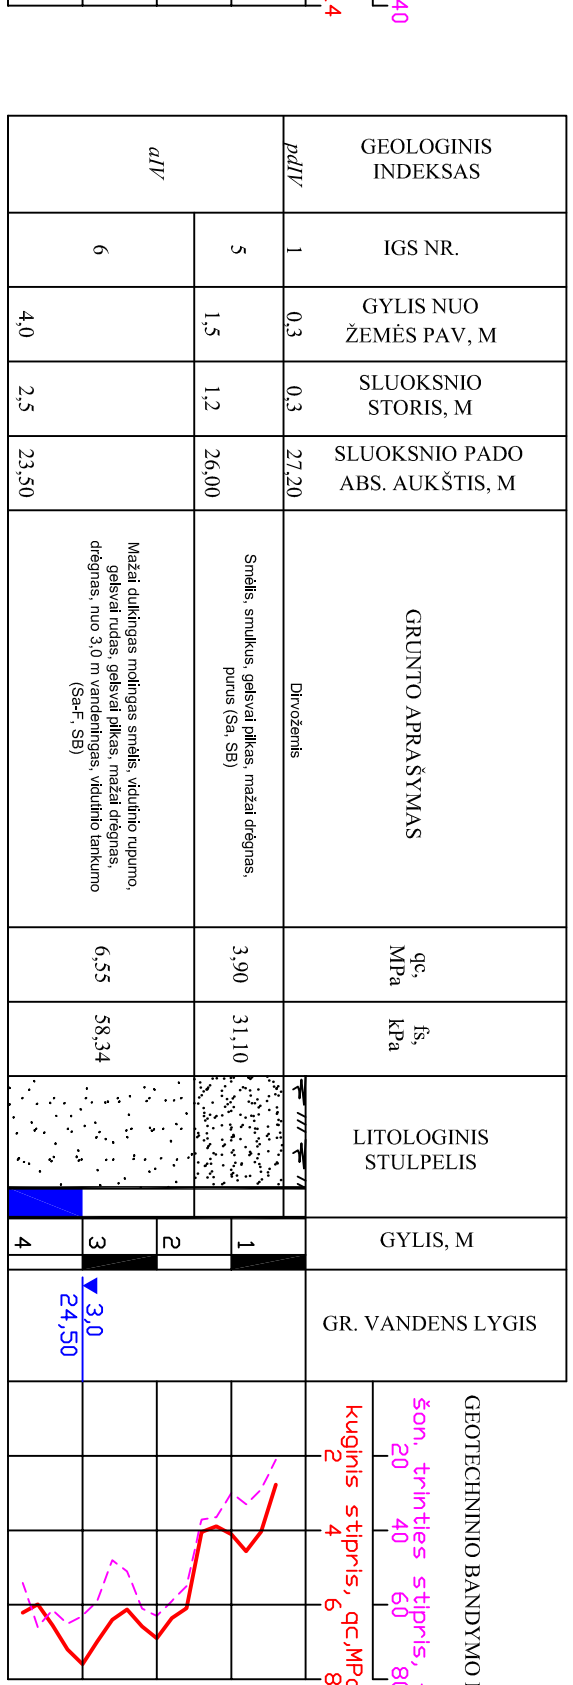 4
40
GEOLOGINIS
INDEKSAS
IGS NR.
GYLIS NUO
ŽEMĖS PAV, M
SLUOKSNIO
STORIS, M
SLUOKSNIO PADO
ABS. AUKŠTIS, M
GRUNTO APRAŠYMAS
qc,
MPa
fs,
kPa
LITOLOGINIS
STULPELIS
GYLIS, M
GR. VANDENS LYGIS
GEOTECHNINIO BANDYMO
pdIV
1
0,3
0,3
27,20
Dirvožemis
aIV
5
1,5
1,2
26,00
Smėlis, smulkus, gelsvai pilkas, mažai drėgnas,
purus (Sa, SB)
3,90
31,10
6
4,0
2,5
23,50
Mažai dulkingas molingas smėlis, vidutinio rupumo,
gelsvai rudas, gelsvai pilkas, mažai drėgnas,
drėgnas, nuo 3,0 m vandeningas, vidutinio tankumo
(Sa-F, SB)
6,55
58,34
1
2
3
4
3,0
24,50
šon. trinties stipris,
20
40
60
80
kuginis stipris, qc,MPa
2
4
6
8